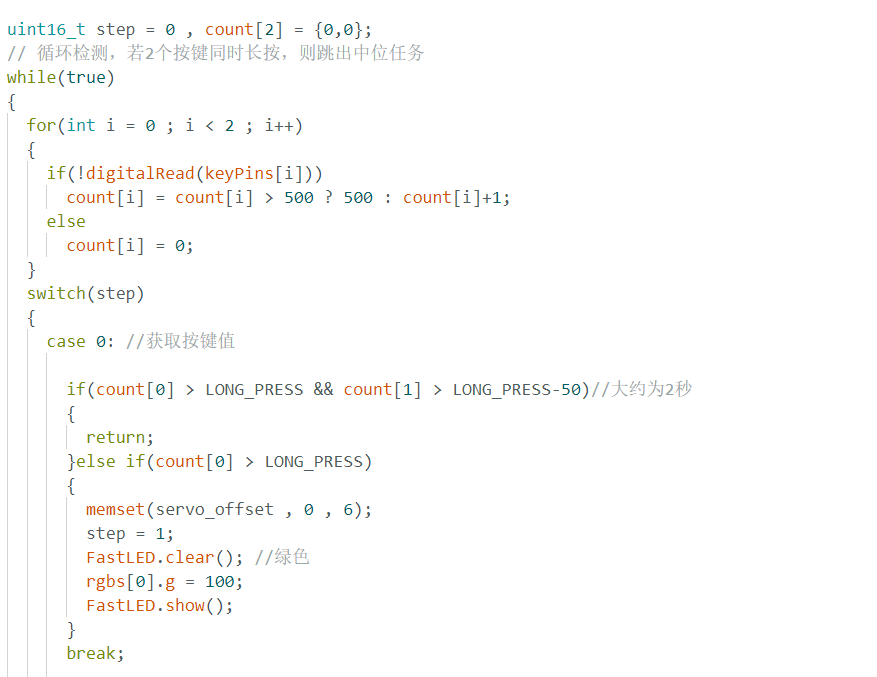 uint16_t step = 0 , count[2] = {0,0};
// 循环检测，若2个按键同时长按，则跳出中位任务
while(true)
{
for(int i = 0 ; i < 2 ; i++)
{
if(!digitalRead(keyPins[i]))
count[i] = count[i] > 500 ? 500 : count[i]+1;
else
count[i] = 0;
}
switch(step)
{
case 0: //获取按键值
if(count[0] > LONG_PRESS && count[1] > LONG_PRESS-50)//大约为2秒
{
return;
}else if(count[0] > LONG_PRESS)
{
memset(servo_offset , 0 , 6);
step = 1;
FastLED.clear(); //绿色
rgbs[0].g = 100;
FastLED.show();
}
break;